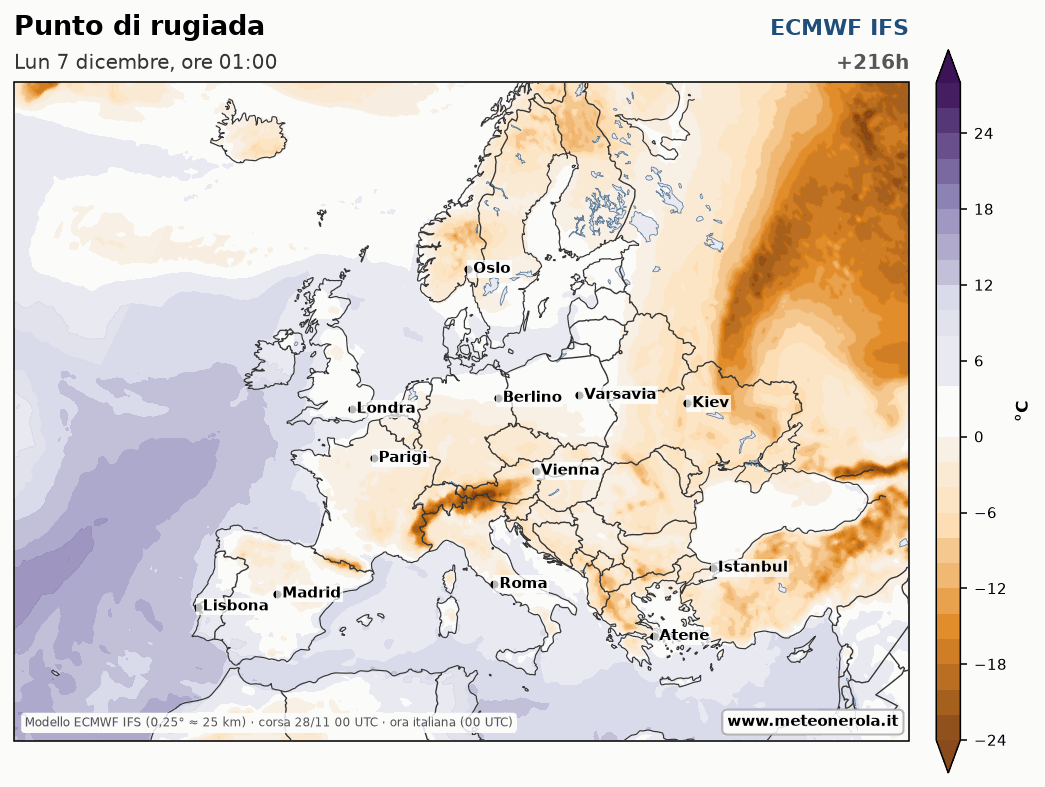 Punto di rugiada
ECMWF IFS
Lun 7 dicembre, ore 01:00
+216h
Oslo
Londra
Berlino
Varsavia
Kiev
Parigi
Vienna
Madrid
Lisbona
Roma
Istanbul
Atene
24
18
12
6
0
−6
−12
−18
−24
°C
Modello ECMWF IFS (0,25° ≈ 25 km) · corsa 28/11 00 UTC · ora italiana (00 UTC)
www.meteonerola.it